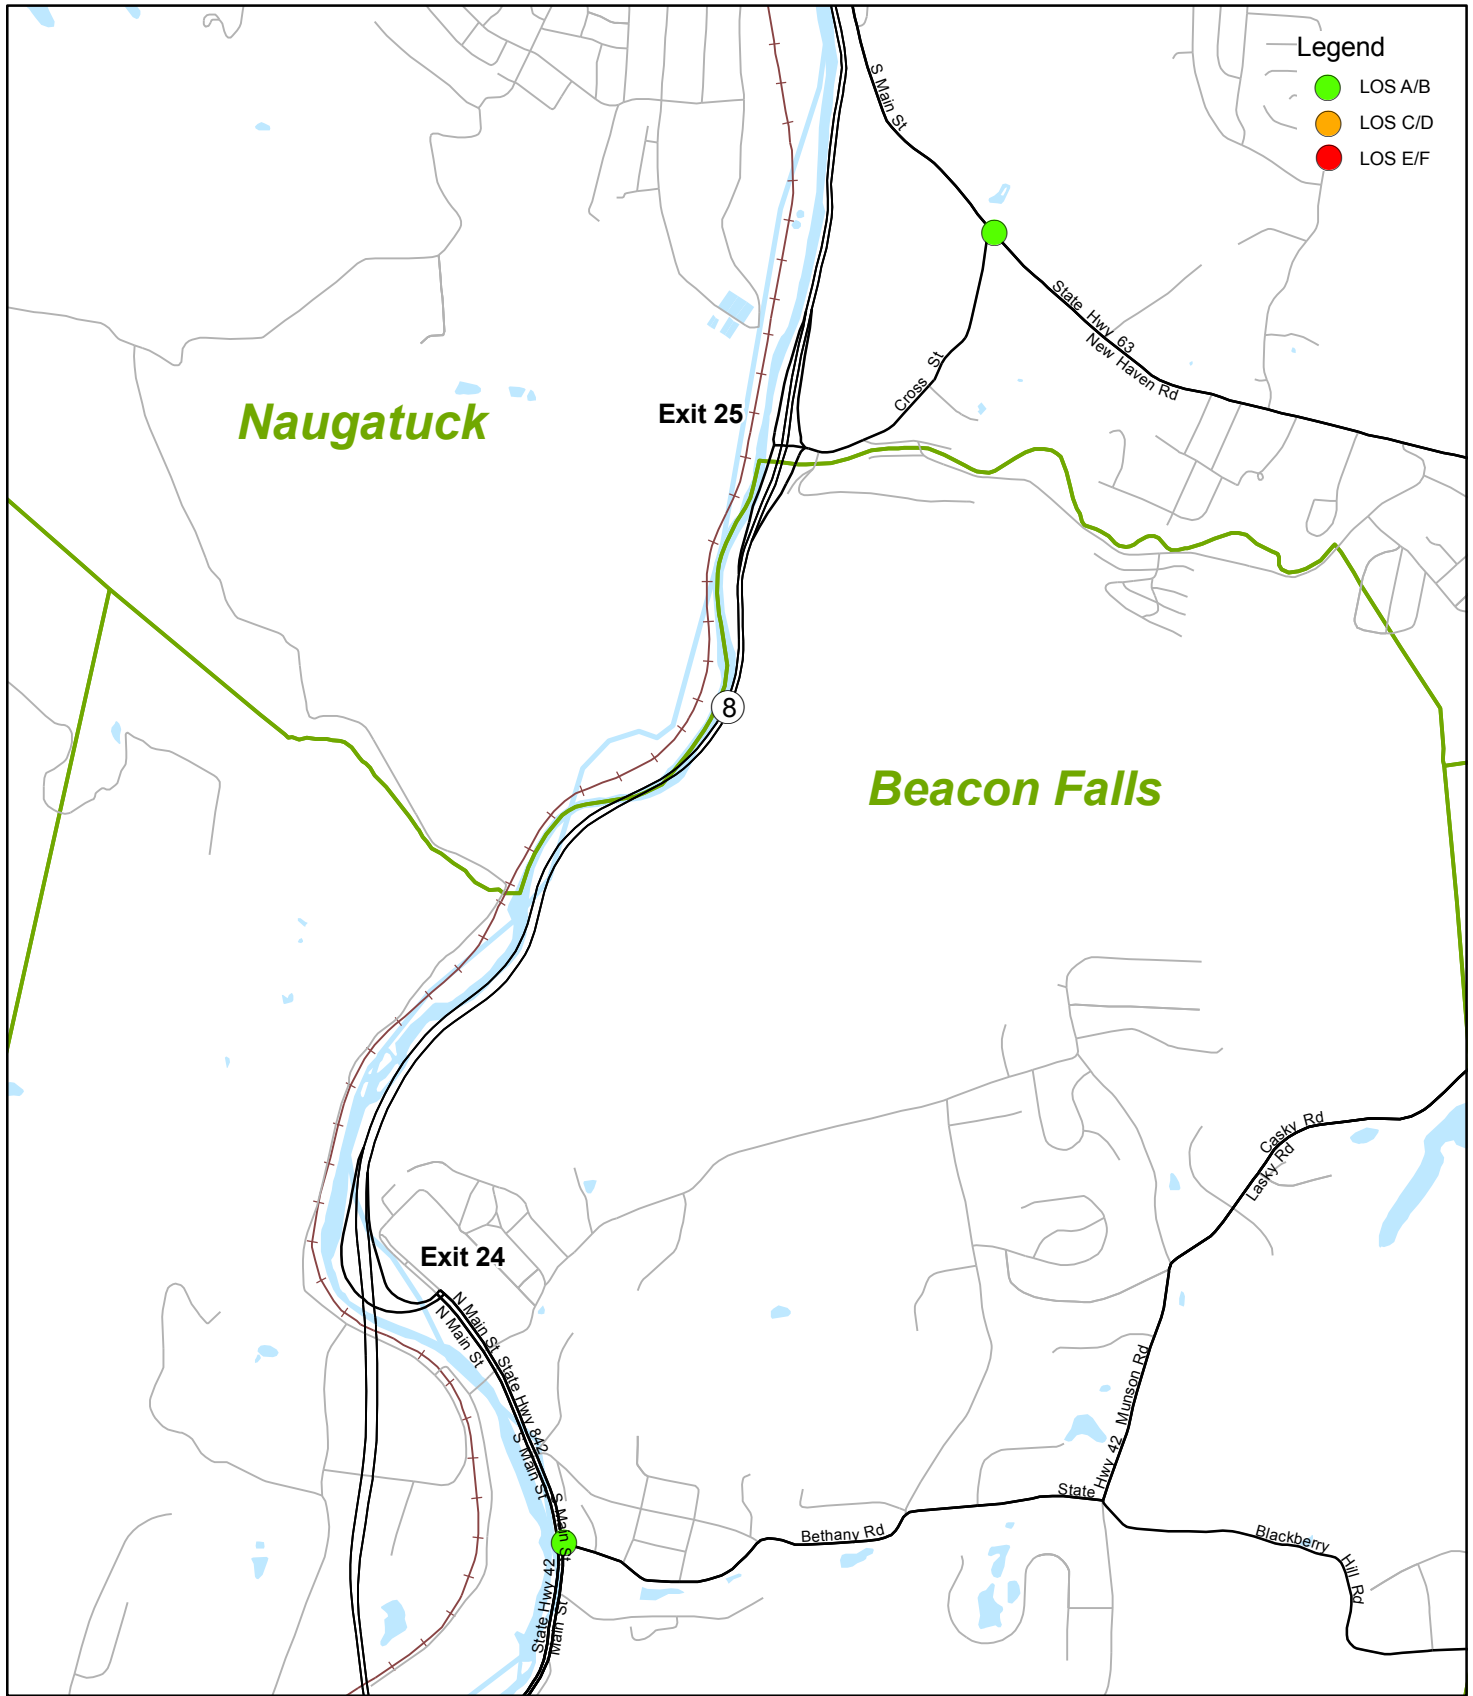 Legend
LOS A/B
LOS C/D
LOS E/F
S Main St
State Hwy 63
New Haven Rd
Cross St
Exit 25
Naugatuck
8
Beacon Falls
Casky Rd
Lasky Rd
Exit 24
N Main St State Hwy 842
N Main St
S Main St
S Main St
State Hwy 42 Munson Rd
Bethany Rd
Blackberry Hill Rd
State Hwy 42
Main St